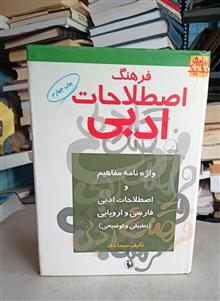 فرهنگ
اصطلاحات
ادبی
چاپ چهارم
واژه نامه مفاهیم
و
اصطلاحات ادبی
فارسی و اروپایی
(تطبیقی و توضیحی)
تألیف سیما داد